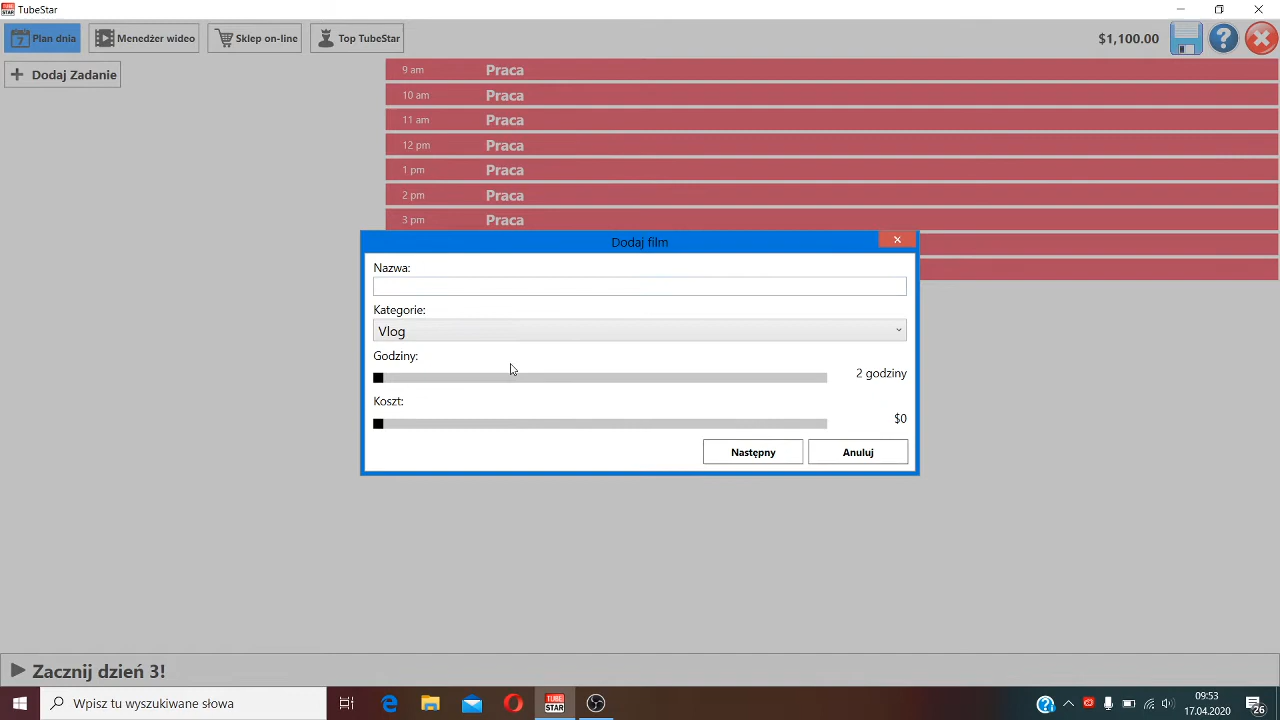 TubeStar
7 Plan dnia
Menedżer wideo
Sklep on-line
Top TubeStar
$1,100.00
?
+ Dodaj Zadanie
9 am Praca
10 am Praca
11 am Praca
12 pm Praca
1 pm Praca
2 pm Praca
3 pm Praca
Dodaj film
Nazwa:
Kategorie:
Vlog
Godziny:
2 godziny
Koszt:
$0
Następny
Anuluj
Zacznij dzień 3!
Wpisz tu wyszukiwane słowa
TUBE
STAR
09:53
17.04.2020
26